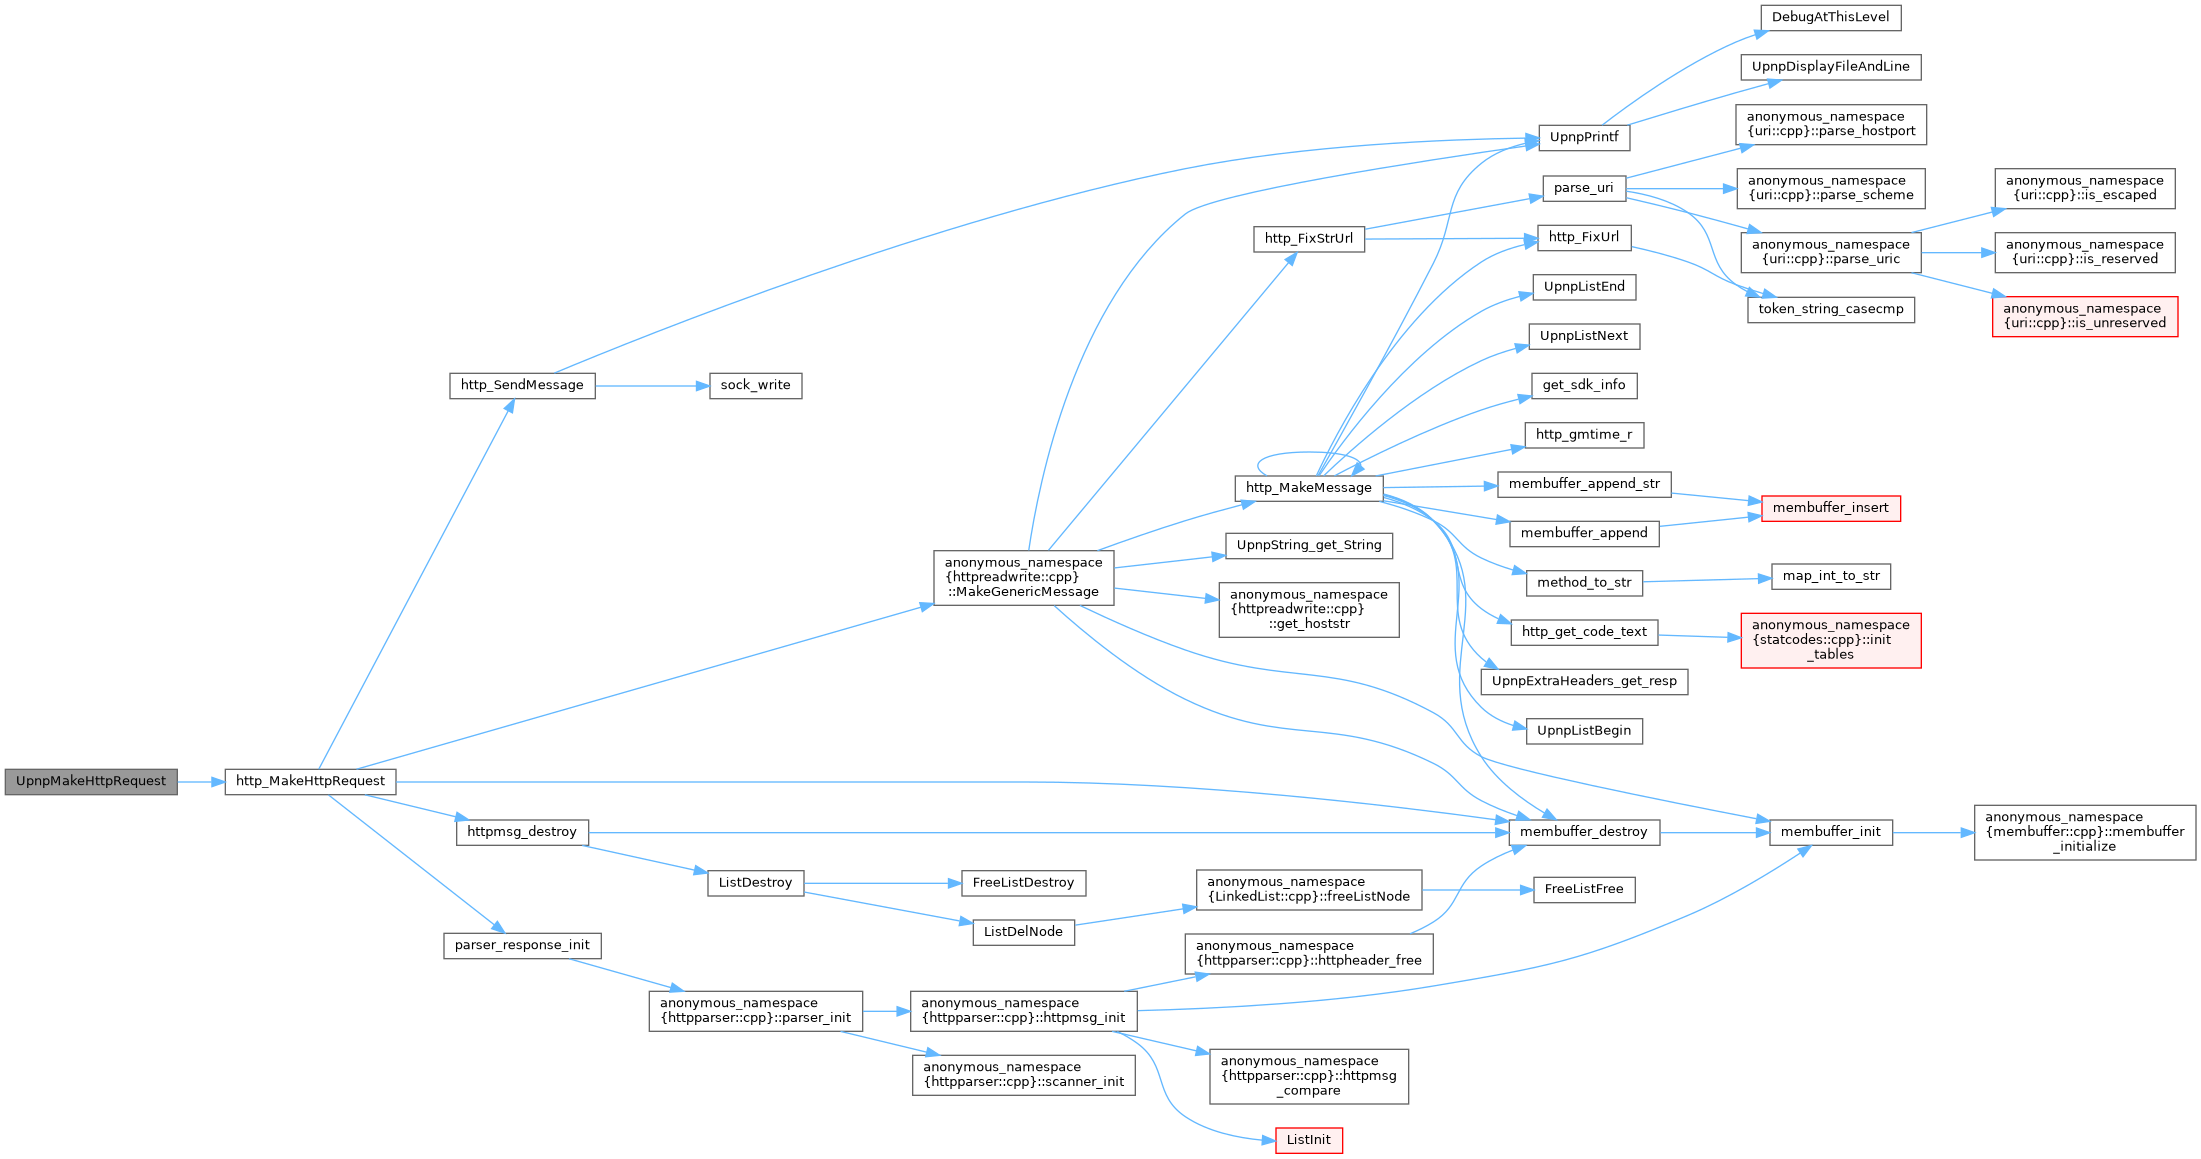 UpnpMakeHttpRequest
http_MakeHttpRequest
http_SendMessage
sock_write
anonymous_namespace
{httpreadwrite::cpp}
::MakeGenericMessage
httpmsg_destroy
ListDestroy
FreeListDestroy
ListDelNode
parser_response_init
anonymous_namespace
{httpparser::cpp}::parser_init
anonymous_namespace
{httpparser::cpp}::httpmsg_init
anonymous_namespace
{httpparser::cpp}::scanner_init
http_FixStrUrl
http_MakeMessage
UpnpString_get_String
anonymous_namespace
{httpreadwrite::cpp}
::get_hoststr
anonymous_namespace
{LinkedList::cpp}::freeListNode
anonymous_namespace
{httpparser::cpp}::httpheader_free
anonymous_namespace
{httpparser::cpp}::httpmsg
_compare
ListInit
UpnpPrintf
parse_uri
http_FixUrl
UpnpListEnd
UpnpListNext
get_sdk_info
http_gmtime_r
membuffer_append_str
membuffer_append
method_to_str
http_get_code_text
UpnpExtraHeaders_get_resp
UpnpListBegin
membuffer_destroy
FreeListFree
DebugAtThisLevel
UpnpDisplayFileAndLine
anonymous_namespace
{uri::cpp}::parse_hostport
anonymous_namespace
{uri::cpp}::parse_scheme
anonymous_namespace
{uri::cpp}::parse_uric
token_string_casecmp
membuffer_insert
map_int_to_str
anonymous_namespace
{statcodes::cpp}::init
_tables
membuffer_init
anonymous_namespace
{uri::cpp}::is_escaped
anonymous_namespace
{uri::cpp}::is_reserved
anonymous_namespace
{uri::cpp}::is_unreserved
anonymous_namespace
{membuffer::cpp}::membuffer
_initialize